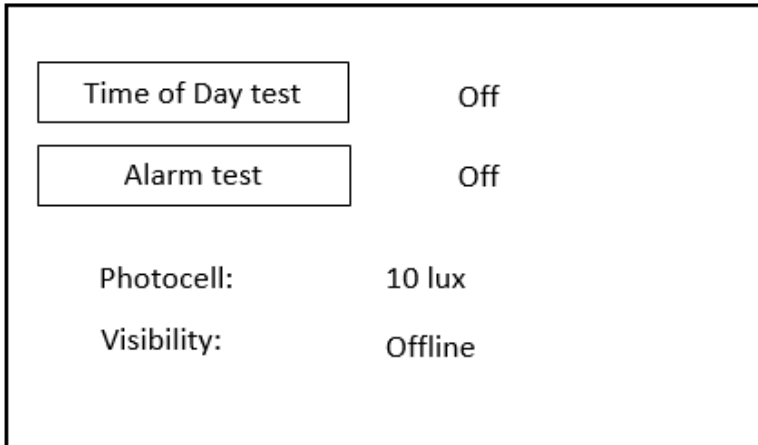 Time of Day test Off
Alarm test Off
Photocell: 10 lux
Visibility: Offline